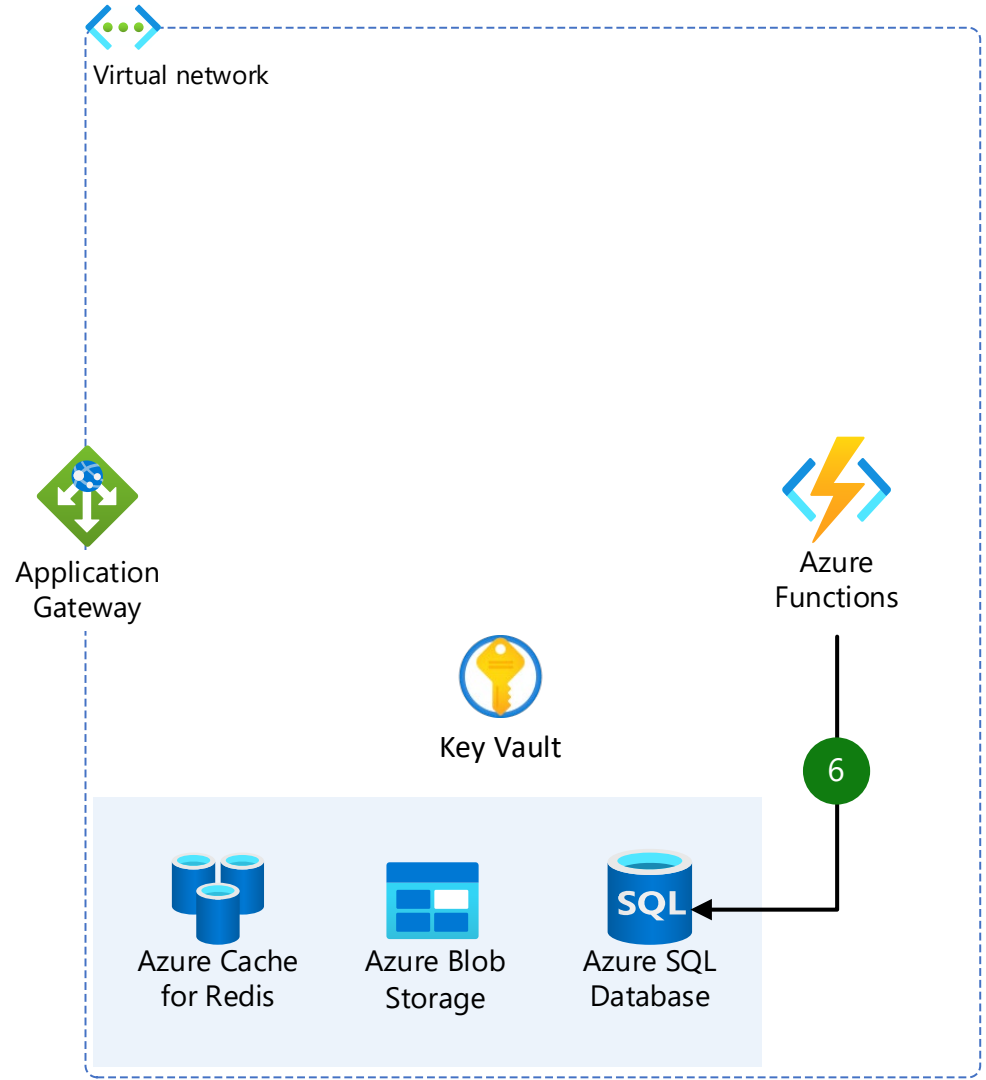 Virtual network
Application
Gateway
Azure
Functions
Key Vault
6
SQL
Azure Cache
for Redis
Azure Blob
Storage
Azure SQL
Database